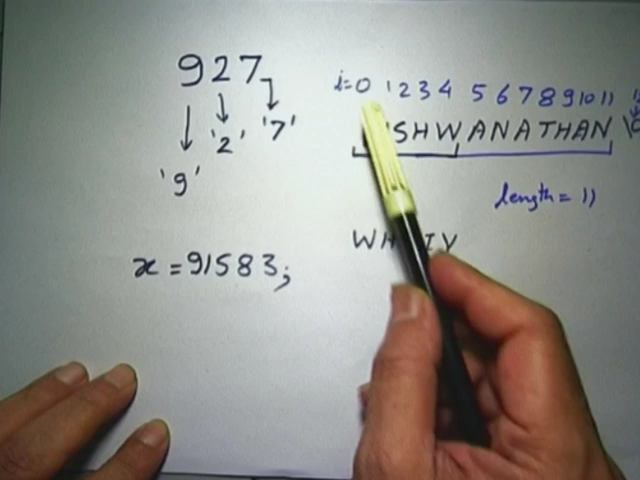 927
'9' '2' '7'
x = 91583;
i=0 1 2 3 4 5 6 7 8 9 10 11
SHWANATHAN
length = 11